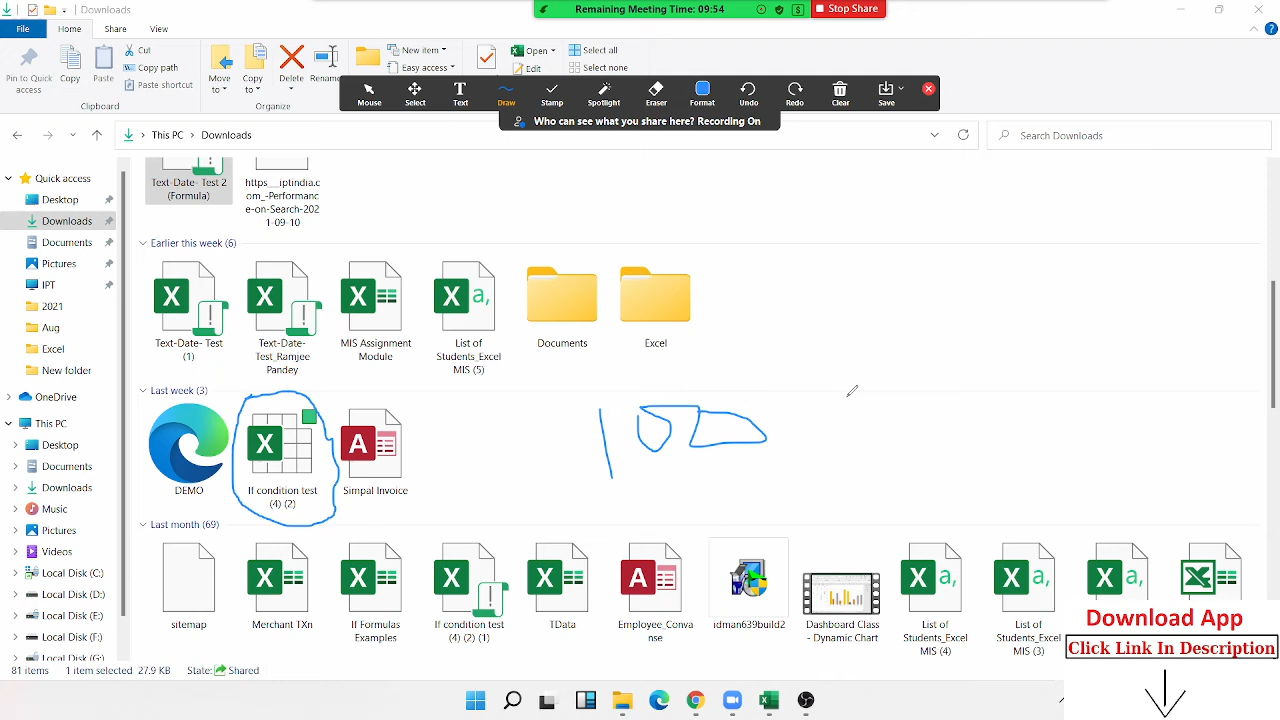 Downloads
Remaining Meeting Time: 09:54
Stop Share
File
Home
Share
View
Pin to Quick access
Copy
Paste
Cut
Copy path
Paste shortcut
Clipboard
Move to
Copy to
Delete
Rename
Organize
New item
Easy access
Open
Edit
Select all
Select none
Mouse
Select
Text
Draw
Stamp
Spotlight
Eraser
Format
Undo
Redo
Clear
Save
Who can see what you share here? Recording On
This PC
Downloads
Search Downloads
Quick access
Desktop
Downloads
Documents
Pictures
IPT
2021
Aug
Excel
New folder
OneDrive
This PC
Desktop
Documents
Downloads
Music
Pictures
Videos
Local Disk (C:)
Local Disk (D:)
Local Disk (E:)
Local Disk (F:)
Local Disk (G:)
Text-Date- Test 2
(Formula)
https__iptindia.c
om_-Performanc
e-on-Search-202
1-09-10
Earlier this week (6)
Text-Date- Test
(1)
Text-Date-
Test_Ramjee
Pandey
MIS Assignment
Module
List of
Students_Excel
MIS (5)
Documents
Excel
Last week (3)
DEMO
If condition test
(4) (2)
Simpal Invoice
Last month (69)
sitemap
Merchant TXn
If Formula
Examples
If condition test
(4) (2) (1)
TData
Employee_Conva
nse
idman639build2
Dashboard Class
- Dynamic Chart
List of
Students_Excel
MIS (4)
List of
Students_Excel
MIS (3)
Download App
Click Link In Description
81 items
1 item selected
27.9 KB
State:
Shared